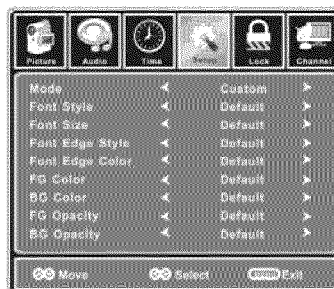 Picture Audio Time Setup Lock Channel
Mode Custom
Font Style Default
Font Size Default
Font Edge Style Default
Font Edge Color Default
FG Color Default
BG Color Default
FG Opacity Default
BG Opacity Default
Move Select Exit